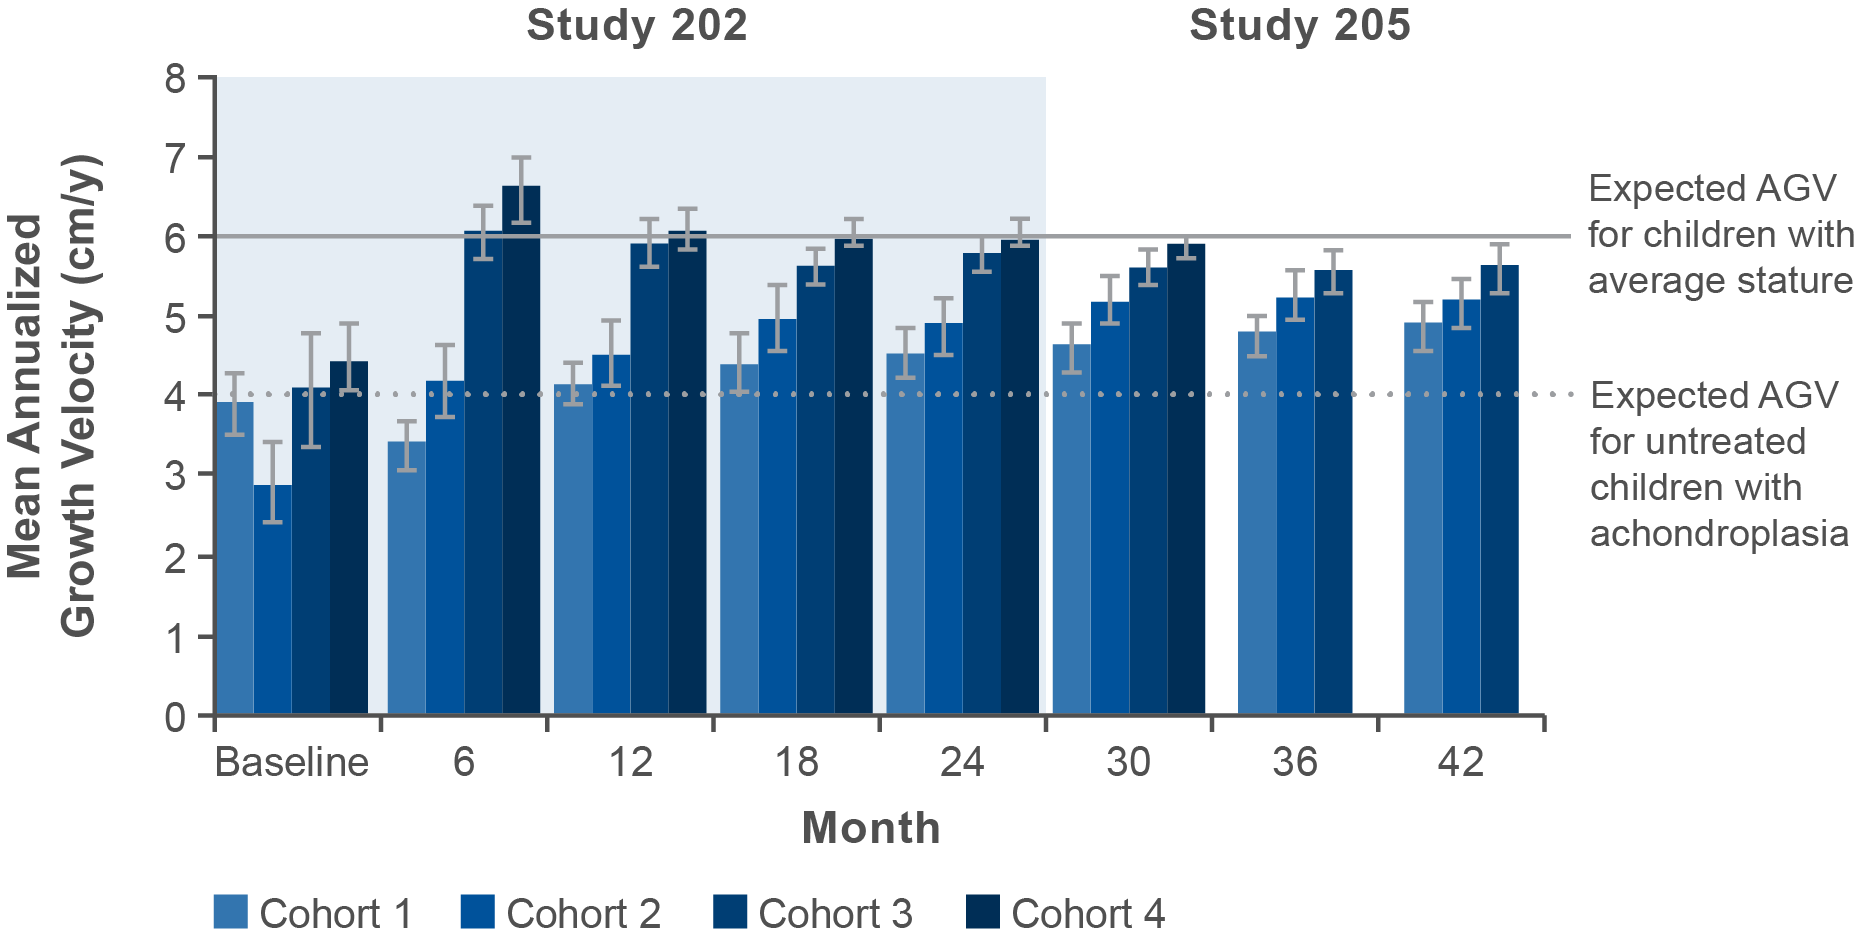 Study 202
Study 205
Mean Annualized
Growth Velocity (cm/y)
8
7
6
5
4
3
2
1
0
Expected AGV
for children with
average stature
Expected AGV
for untreated
children with
achondroplasia
Baseline
6
12
18
24
30
36
42
Month
Cohort 1
Cohort 2
Cohort 3
Cohort 4